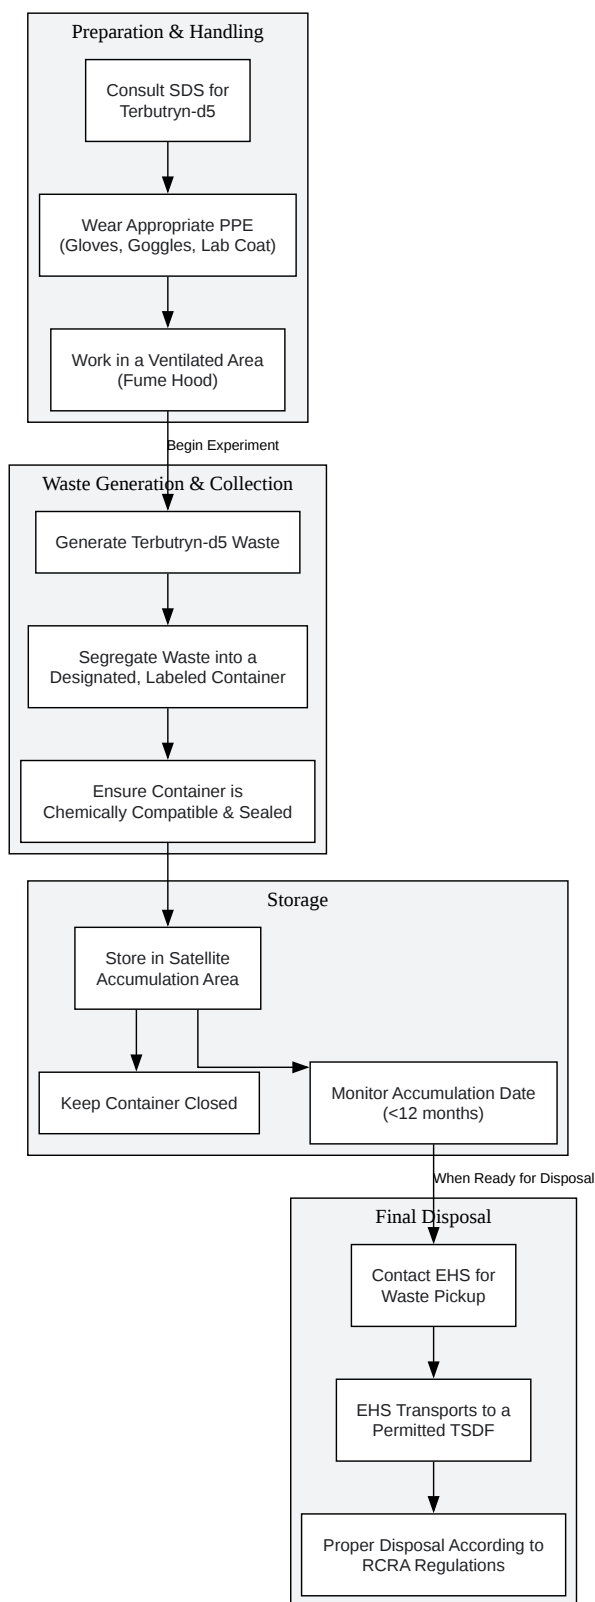 Preparation & Handling
Consult SDS for
Terbutryn-d5
Wear Appropriate PPE
(Gloves, Goggles, Lab Coat)
Work in a Ventilated Area
(Fume Hood)
Begin Experiment
Waste Generation & Collection
Generate Terbutryn-d5 Waste
Segregate Waste into a
Designated, Labeled Container
Ensure Container is
Chemically Compatible & Sealed
Storage
Store in Satellite
Accumulation Area
Keep Container Closed
Monitor Accumulation Date
(<12 months)
When Ready for Disposal
Final Disposal
Contact EHS for
Waste Pickup
EHS Transports to a
Permitted TSDF
Proper Disposal According to
RCRA Regulations